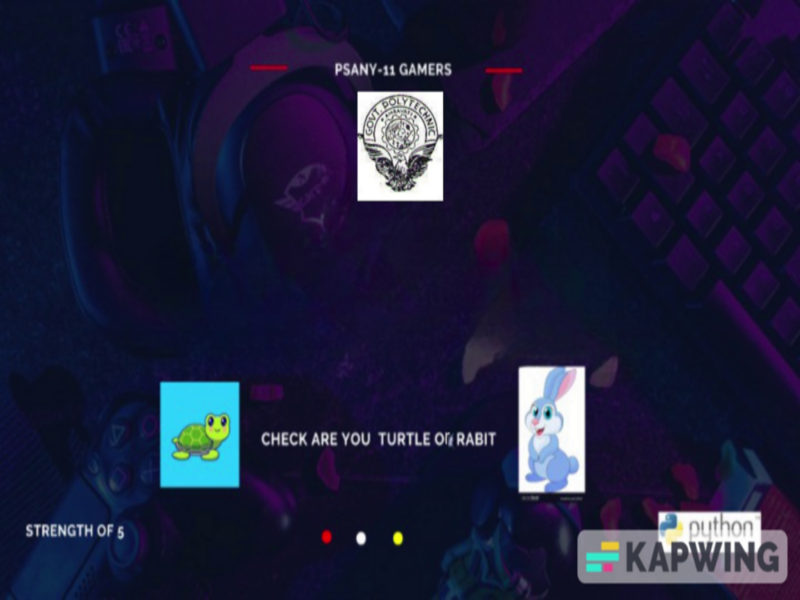 PSANY-11 GAMERS
GOVT. POLYTECHNIC
CHECK ARE YOU TURTLE OR RABIT
STRENGTH OF 5
python
KAPWING